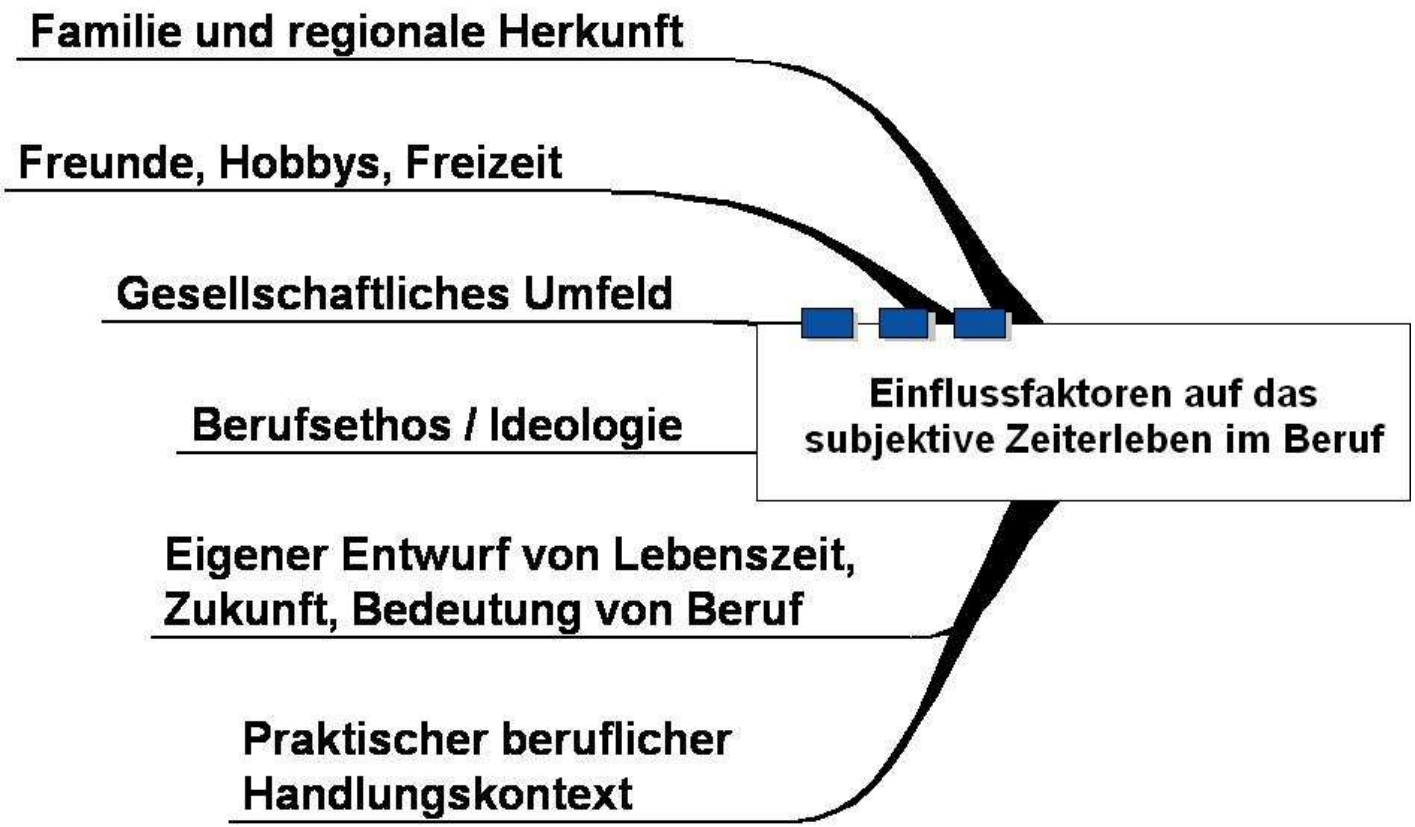 Familie und regionale Herkunft
Freunde, Hobbys, Freizeit
Gesellschaftliches Umfeld
Einflussfaktoren auf das
subjektive Zeiterleben im Beruf
Berufsethos / Ideologie
Eigener Entwurf von Lebenszeit,
Zukunft, Bedeutung von Beruf
Praktischer beruflicher
Handlungskontext